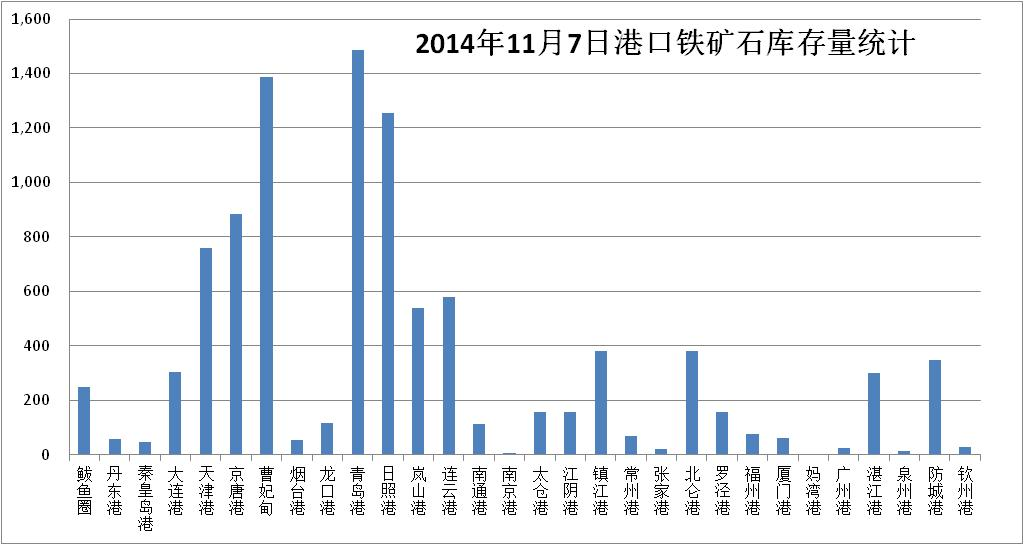 2014年11月7日港口铁矿石库存量统计
1,600
1,400
1,200
1,000
800
600
400
200
0
鲅鱼圈
丹东港
秦皇岛港
大连港
天津港
京唐港
曹妃甸
烟台港
龙口港
青岛港
日照港
岚山港
连云港
南通港
南京港
太仓港
江阴港
镇江港
常州港
张家港
北仑港
罗泾港
福州港
厦门港
妈湾港
广州港
湛江港
泉州港
防城港
钦州港